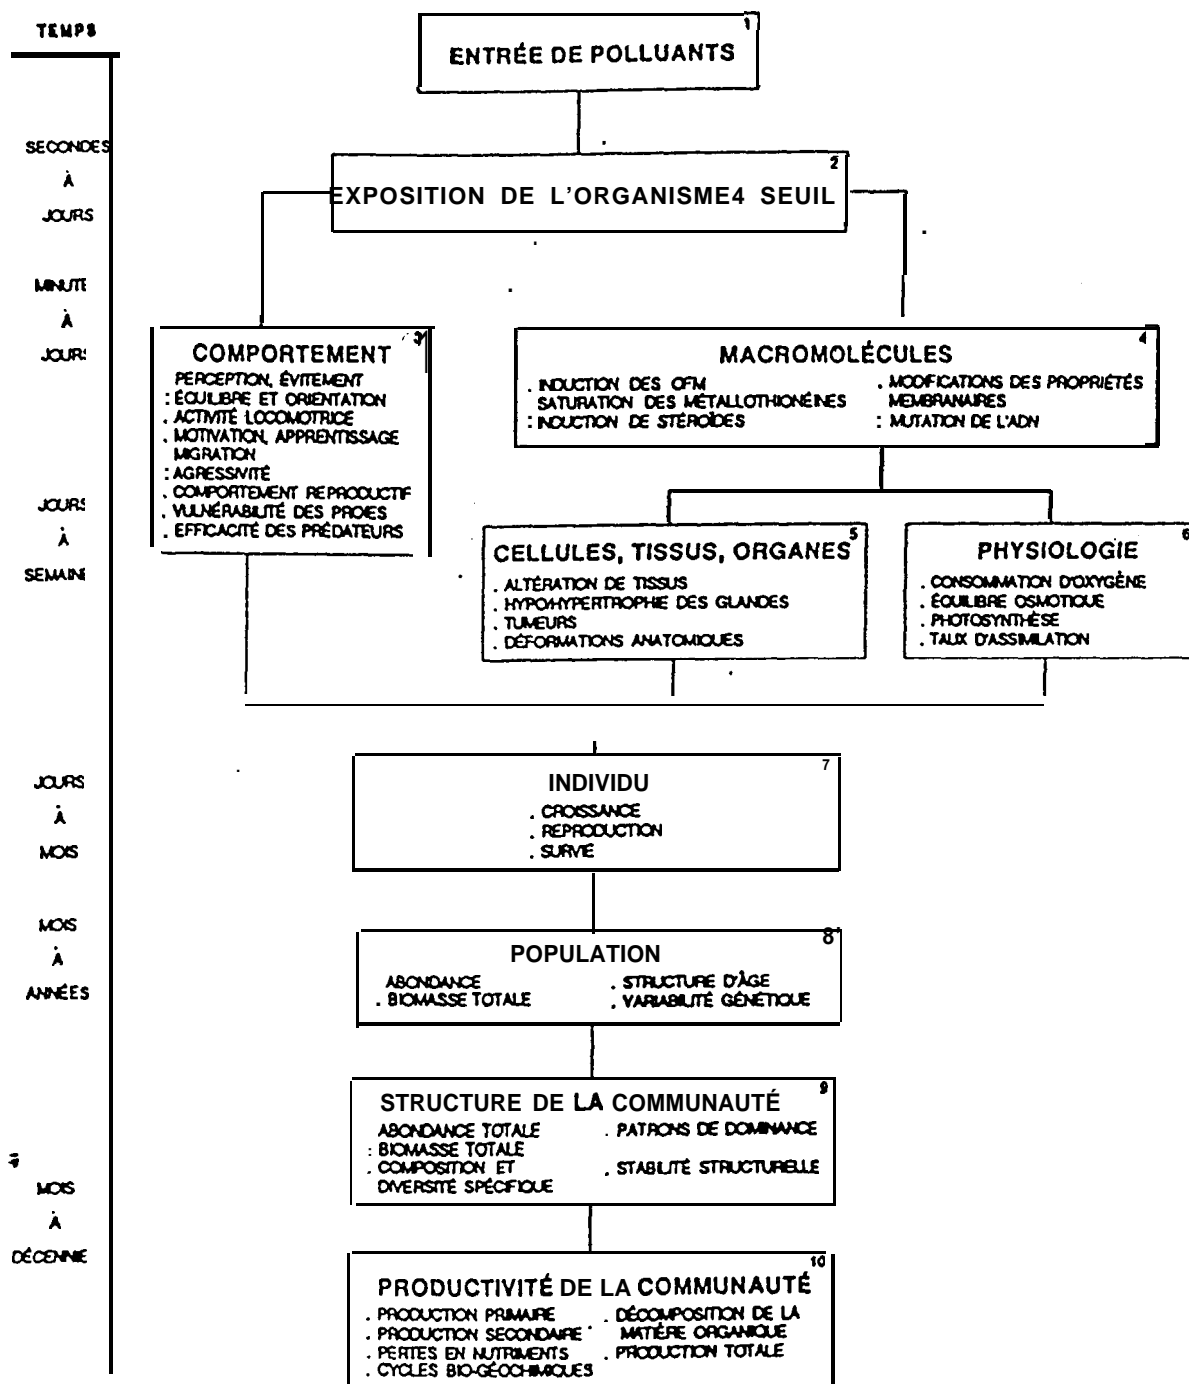 TEMPS
1
ENTRÉE DE POLLUANTS
SECONDES
À
JOURS
2
EXPOSITION DE L'ORGANISME4 SEUIL
MINUTE
À
JOURS
3
COMPORTEMENT
PERCEPTION, ÉVITEMENT
: ÉQUILIBRE ET ORIENTATION
. ACTIVITÉ LOCOMOTRICE
. MOTIVATION, APPRENTISSAGE
MIGRATION
: AGRESSIVITÉ
. COMPORTEMENT REPRODUCTIF
. VULNÉRABILITÉ DES PROIES
. EFFICACITÉ DES PRÉDATEURS
4
MACROMOLÉCULES
. INDUCTION DES OFM
SATURATION DES MÉTALLOTHIONÉINES
: INDUCTION DE STÉROÏDES
. MODIFICATIONS DES PROPRIÉTÉS
MEMBRANAIRES
: MUTATION DE L'ADN
JOURS
À
SEMAINE
5
CELLULES, TISSUS, ORGANES
. ALTÉRATION DE TISSUS
. HYPO/HYPERTROPHIE DES GLANDES
. TUMEURS
. DÉFORMATIONS ANATOMIQUES
6
PHYSIOLOGIE
. CONSOMMATION D'OXYGÈNE
. ÉQUILIBRE OSMOTIQUE
. PHOTOSYNTHÈSE
. TAUX D'ASSIMILATION
JOURS
À
MOIS
7
INDIVIDU
. CROISSANCE
. REPRODUCTION
. SURVIE
MOIS
À
ANNÉES
8
POPULATION
ABONDANCE
. BIOMASSE TOTALE
. STRUCTURE D'ÂGE
. VARIABILITÉ GÉNÉTIQUE
9
STRUCTURE DE LA COMMUNAUTÉ
ABONDANCE TOTALE
: BIOMASSE TOTALE
. COMPOSITION ET
DIVERSITÉ SPÉCIFIQUE
. PATRONS DE DOMINANCE
. STABILITÉ STRUCTURELLE
MOIS
À
DÉCENNIE
10
PRODUCTIVITÉ DE LA COMMUNAUTÉ
. PRODUCTION PRIMAIRE
. PRODUCTION SECONDAIRE
. PERTES EN NUTRIMENTS
. CYCLES BIO-GÉOCHIMIQUES
. DÉCOMPOSITION DE LA
MATIÈRE ORGANIQUE
. PRODUCTION TOTALE